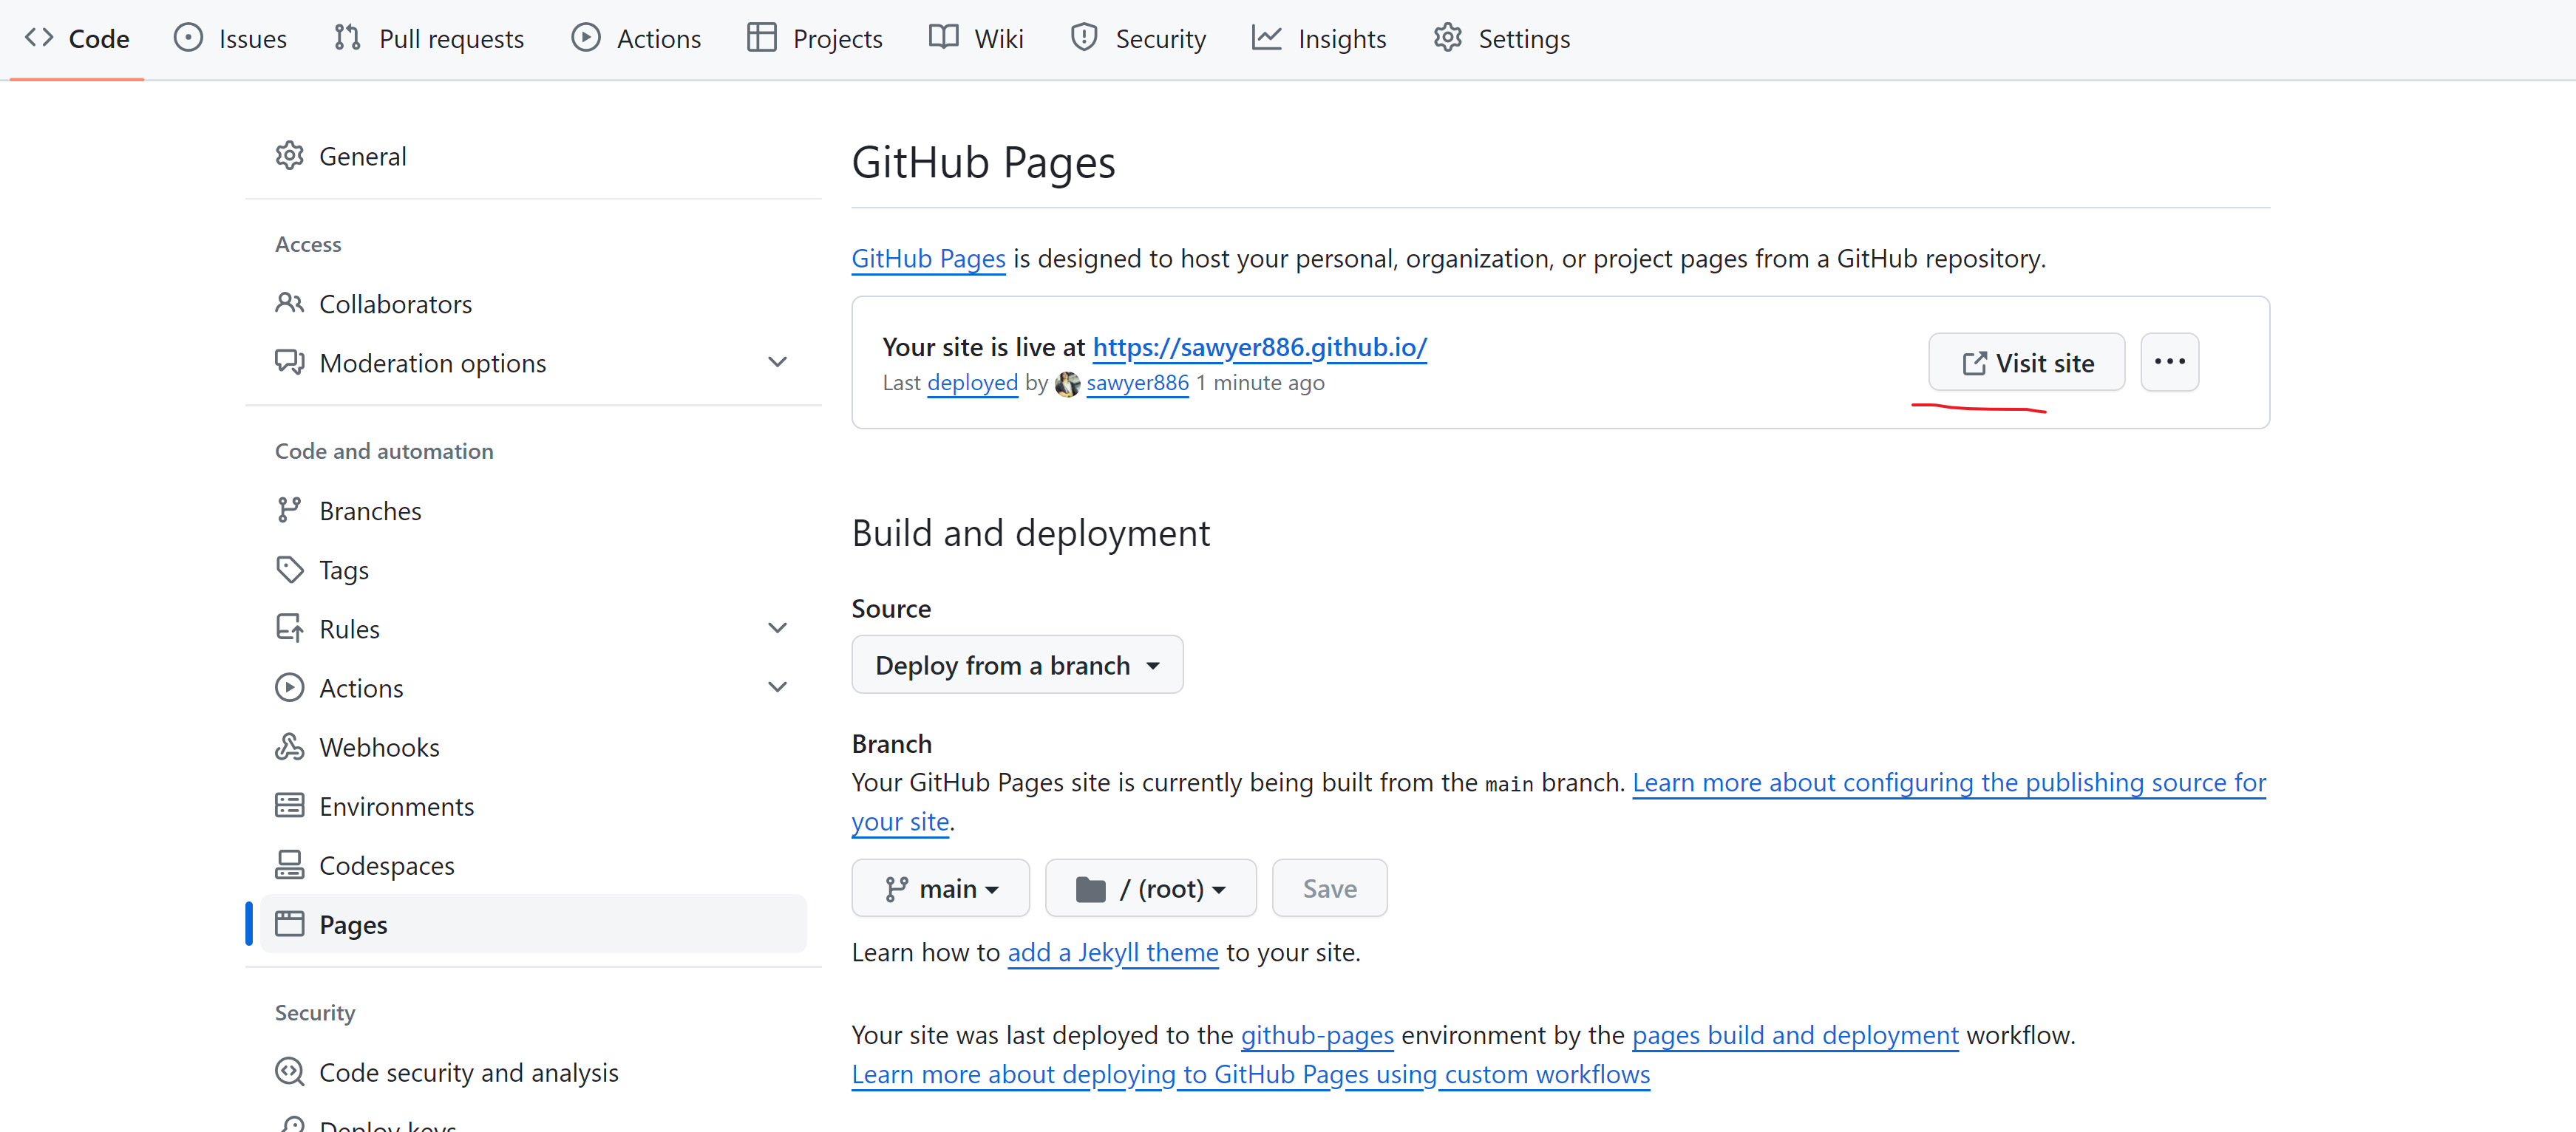 Code Issues Pull requests Actions Projects Wiki Security Insights Settings
General
Access
Collaborators
Moderation options
Code and automation
Branches
Tags
Rules
Actions
Webhooks
Environments
Codespaces
Pages
Security
Code security and analysis
Deploy keys
GitHub Pages
GitHub Pages is designed to host your personal, organization, or project pages from a GitHub repository.
Your site is live at https://sawyer886.github.io/
Last deployed by sawyer886 1 minute ago
Visit site
Build and deployment
Source
Deploy from a branch
Branch
Your GitHub Pages site is currently being built from the main branch. Learn more about configuring the publishing source for
your site.
main / (root) Save
Learn how to add a Jekyll theme to your site.
Your site was last deployed to the github-pages environment by the pages build and deployment workflow.
Learn more about deploying to GitHub Pages using custom workflows